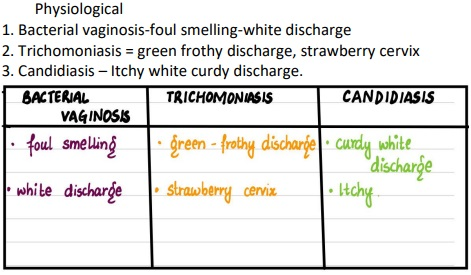 Physiological
1. Bacterial vaginosis-foul smelling-white discharge
2. Trichomoniasis = green frothy discharge, strawberry cervix
3. Candidiasis – Itchy white curdy discharge.
BACTERIAL VAGINOSIS
TRICHOMONIASIS
CANDIDIASIS
• foul smelling
• green - frothy discharge
• curdy white discharge
• white discharge
• strawberry cervix
• Itchy